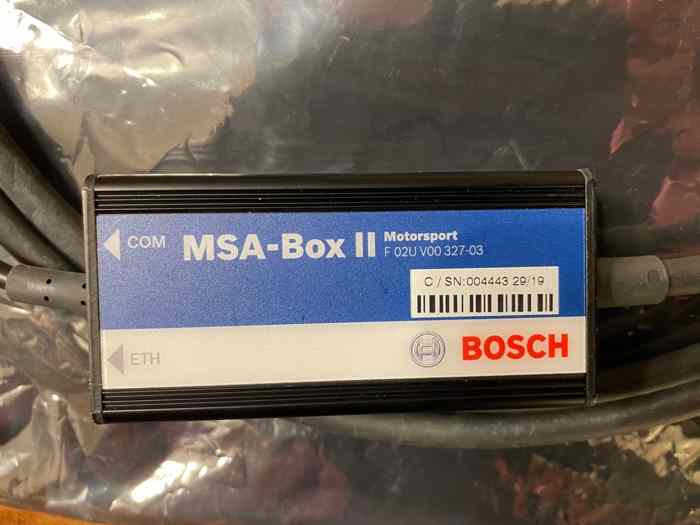 COM
MSA-Box II Motorsport
F 02U V00 327-03
C / SN:004443 29/19
ETH
BOSCH